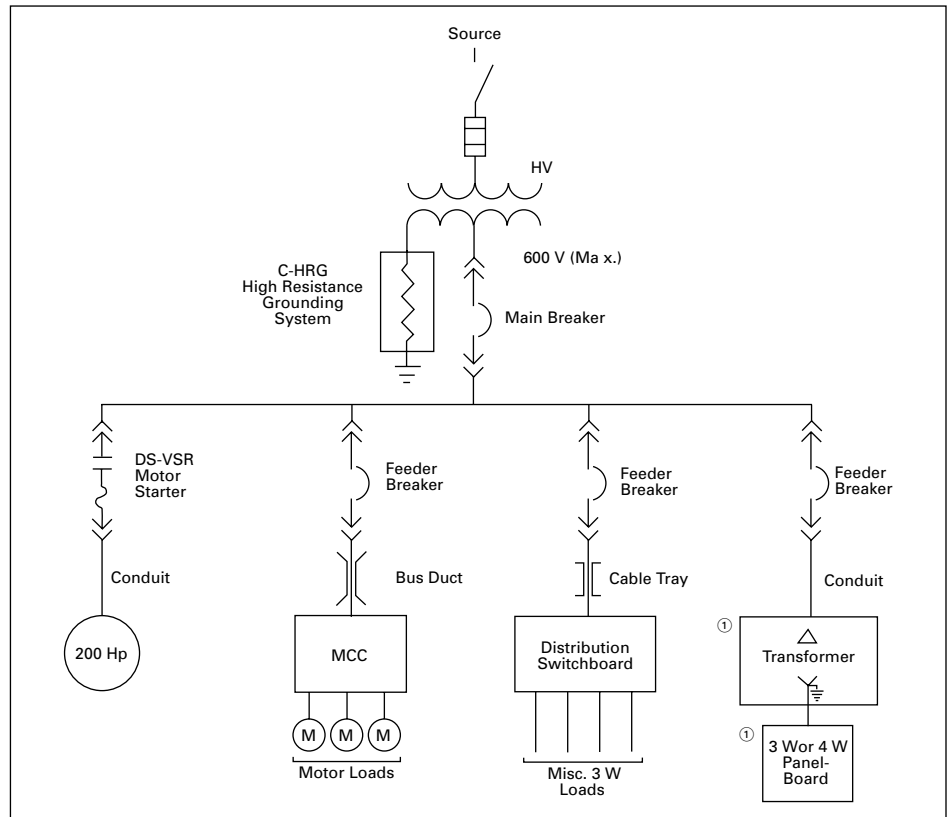 Source
HV
600 V (Ma x.)
C-HRG
High Resistance
Grounding
System
Main Breaker
DS-VSR
Motor
Starter
Feeder
Breaker
Feeder
Breaker
Feeder
Breaker
Conduit
Bus Duct
Cable Tray
Conduit
200 Hp
MCC
Distribution
Switchboard
①
Transformer
M M M
Motor Loads
Misc. 3 W
Loads
①
3 Wor 4 W
Panel-
Board